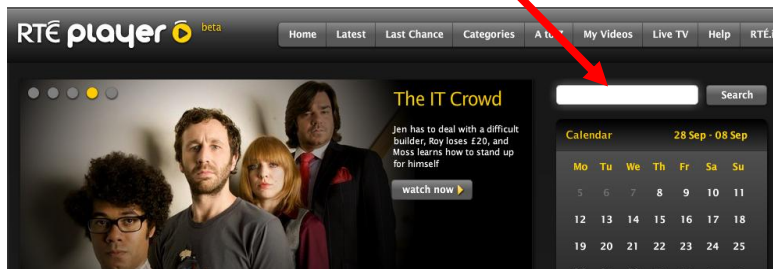 RTÉ player beta
Home Latest Last Chance Categories A to Z My Videos Live TV Help RTÉ.i
The IT Crowd
Jen has to deal with a difficult
builder, Roy loses £20, and
Moss learns how to stand up
for himself
watch now
Search
Calendar 28 Sep - 08 Sep
Mo Tu We Th Fr Sa Su
5 6 7 8 9 10 11
12 13 14 15 16 17 18
19 20 21 22 23 24 25